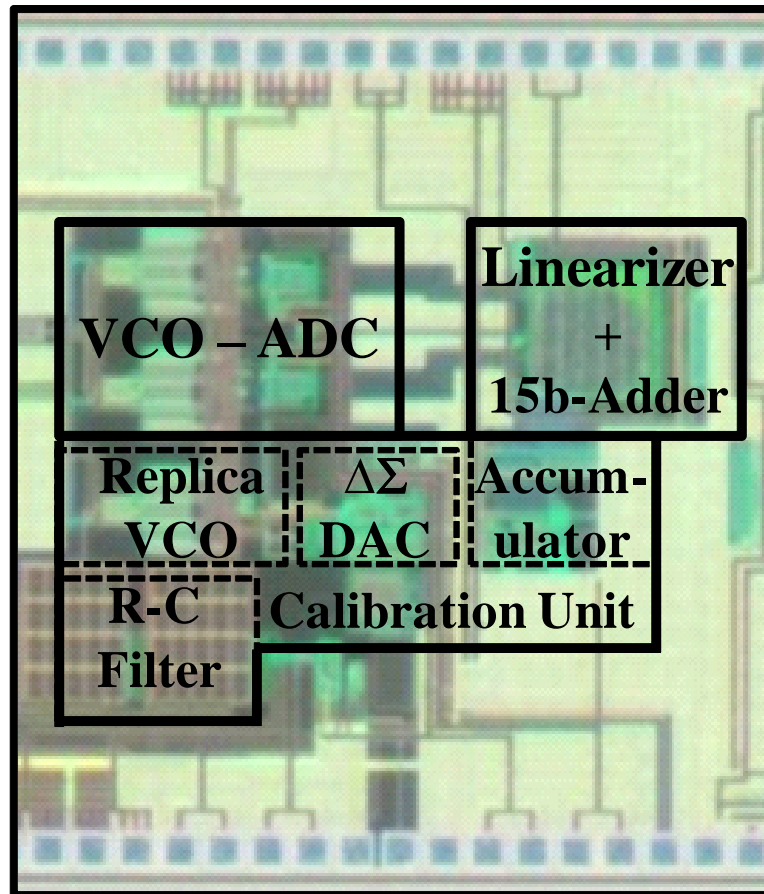 VCO – ADC
Linearizer
+
15b-Adder
Replica
VCO
ΔΣ
DAC
Accum-
ulator
R-C
Filter
Calibration Unit